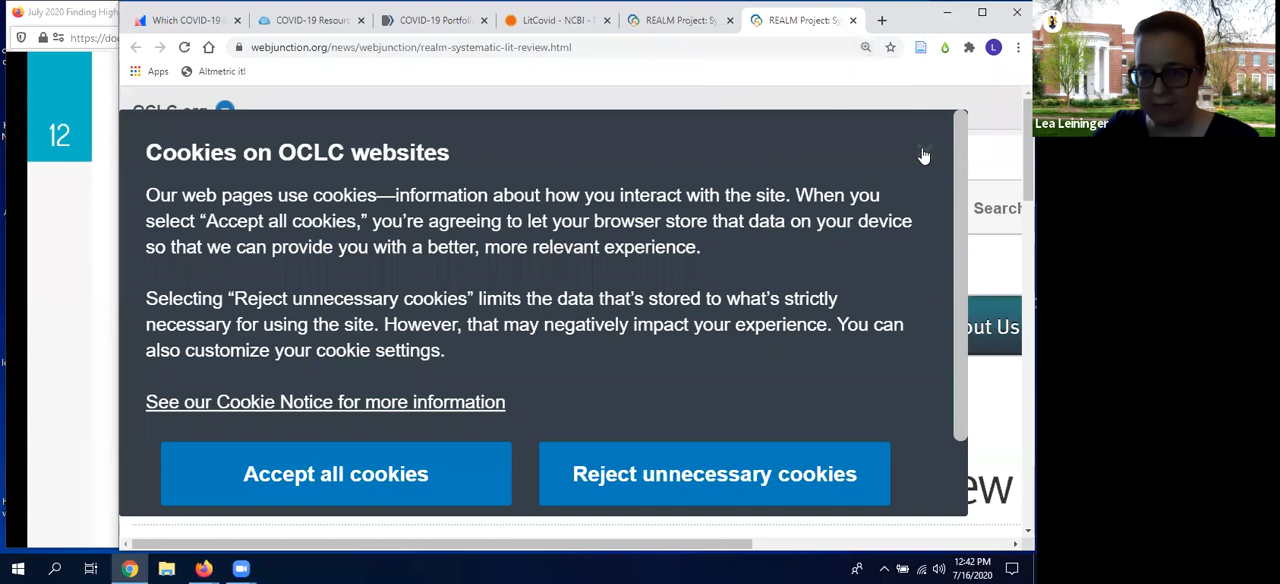 July 2020 Finding High
https://do
12
Which COVID-19
COVID-19 Resourc
COVID-19 Portfoli
LitCovid - NCBI - N
REALM Project: Sy
REALM Project: Sy
webjunction.org/news/webjunction/realm-systematic-lit-review.html
Apps
Altmetric it!
L
OCLC.org
Cookies on OCLC websites
Our web pages use cookies—information about how you interact with the site. When you
select “Accept all cookies,” you’re agreeing to let your browser store that data on your device
so that we can provide you with a better, more relevant experience.
Selecting “Reject unnecessary cookies” limits the data that’s stored to what’s strictly
necessary for using the site. However, that may negatively impact your experience. You can
also customize your cookie settings.
See our Cookie Notice for more information
Accept all cookies
Reject unnecessary cookies
Search
out Us
ew
Lea Leininger
12:42 PM
7/16/2020